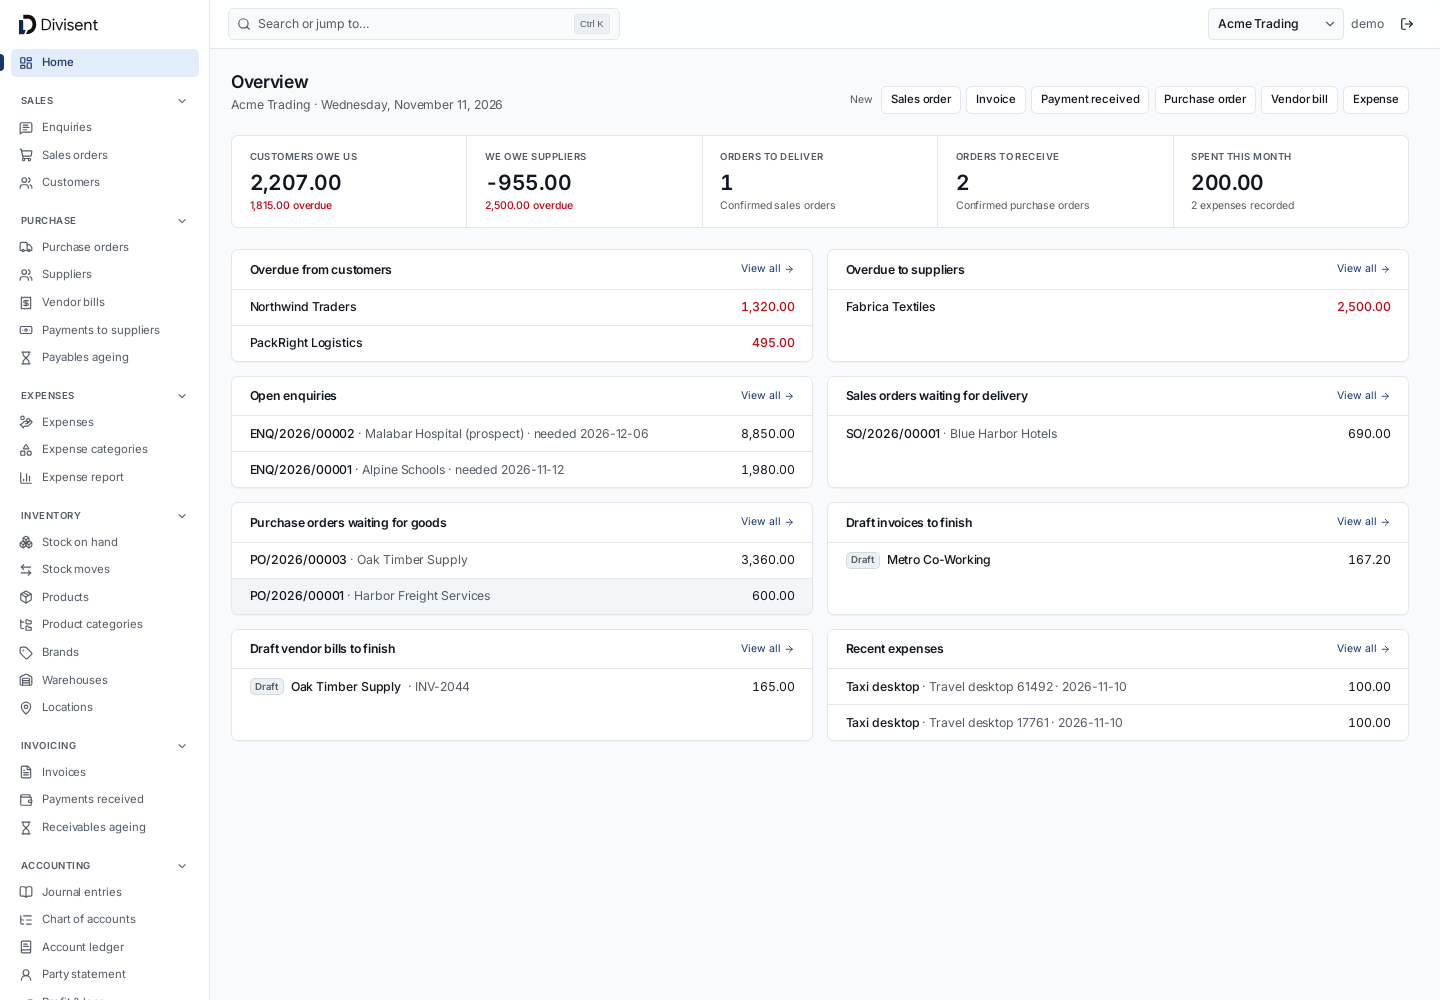 Divisent
Search or jump to...
Ctrl K
Acme Trading
demo
Home
SALES
Enquiries
Sales orders
Customers
PURCHASE
Purchase orders
Suppliers
Vendor bills
Payments to suppliers
Payables ageing
EXPENSES
Expenses
Expense categories
Expense report
INVENTORY
Stock on hand
Stock moves
Products
Product categories
Brands
Warehouses
Locations
INVOICING
Invoices
Payments received
Receivables ageing
ACCOUNTING
Journal entries
Chart of accounts
Account ledger
Party statement
Overview
Acme Trading · Wednesday, November 11, 2026
New Sales order Invoice Payment received Purchase order Vendor bill Expense
CUSTOMERS OWE US
2,207.00
1,815.00 overdue
WE OWE SUPPLIERS
-955.00
2,500.00 overdue
ORDERS TO DELIVER
1
Confirmed sales orders
ORDERS TO RECEIVE
2
Confirmed purchase orders
SPENT THIS MONTH
200.00
2 expenses recorded
Overdue from customers View all →
Northwind Traders 1,320.00
PackRight Logistics 495.00
Overdue to suppliers View all →
Fabrica Textiles 2,500.00
Open enquiries View all →
ENQ/2026/00002 · Malabar Hospital (prospect) · needed 2026-12-06 8,850.00
ENQ/2026/00001 · Alpine Schools · needed 2026-11-12 1,980.00
Sales orders waiting for delivery View all →
SO/2026/00001 · Blue Harbor Hotels 690.00
Purchase orders waiting for goods View all →
PO/2026/00003 · Oak Timber Supply 3,360.00
PO/2026/00001 · Harbor Freight Services 600.00
Draft invoices to finish View all →
Draft Metro Co-Working 167.20
Draft vendor bills to finish View all →
Draft Oak Timber Supply · INV-2044 165.00
Recent expenses View all →
Taxi desktop · Travel desktop 61492 · 2026-11-10 100.00
Taxi desktop · Travel desktop 17761 · 2026-11-10 100.00